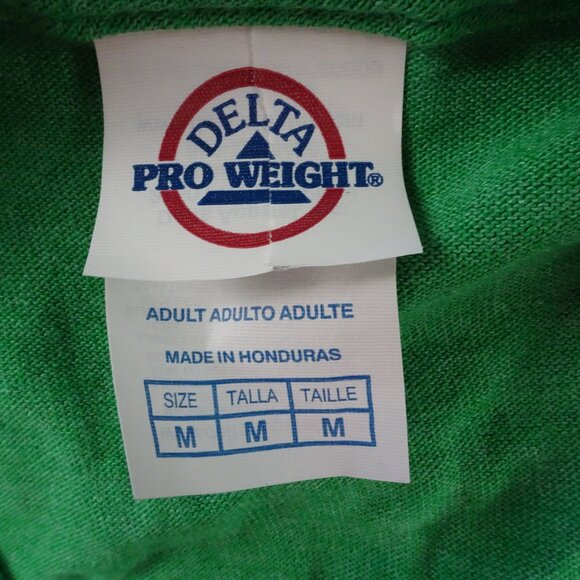 DELTA
PRO WEIGHT®
ADULT ADULTO ADULTE
MADE IN HONDURAS
SIZE TALLA TAILLE
M M M